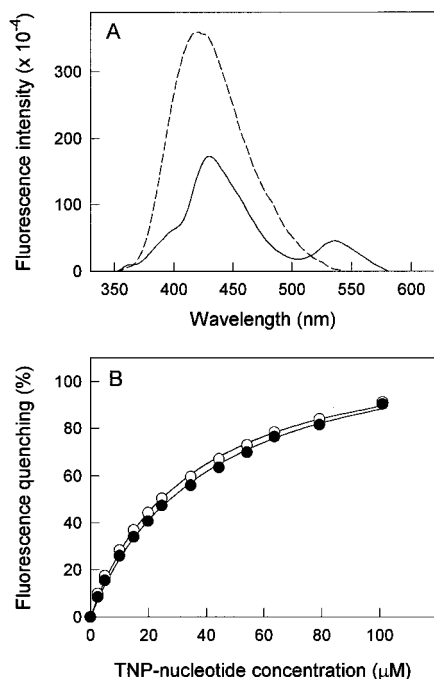 A
Fluorescence intensity (x 10⁻⁴)
300
200
100
0
350 400 450 500 550 600
Wavelength (nm)
B
Fluorescence quenching (%)
100
80
60
40
20
0
0 20 40 60 80 100
TNP-nucleotide concentration (μM)